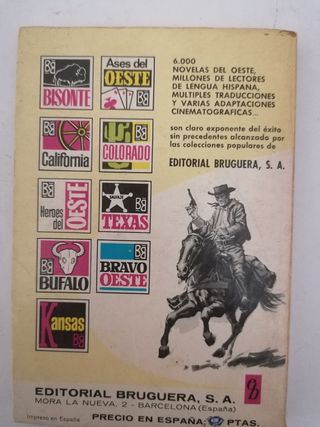 BISONTE
Ases del
OESTE
California
COLORADO
Heroes del
OESTE
TEXAS
BUFALO
BRAVO
OESTE
Kansas
6.000
NOVELAS DEL OESTE,
MILLONES DE LECTORES
DE LENGUA HISPANA,
MULTIPLES TRADUCCIONES
Y VARIAS ADAPTACIONES
CINEMATOGRAFICAS...
son claro exponente del éxito
sin precedentes alcanzado por
las colecciones populares de
EDITORIAL BRUGUERA, S. A.
EDITORIAL BRUGUERA, S. A.
MORA LA NUEVA, 2 - BARCELONA (España)
Impreso en España
PRECIO EN ESPAÑA: PTAS.